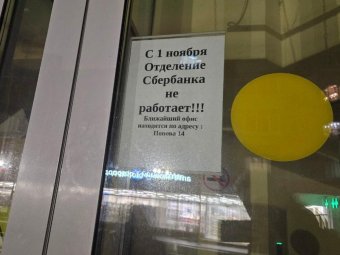 С 1 ноября
Отделение
Сбербанка
не
работает!!!
Ближайший офис
находится по адресу :
Попова 14